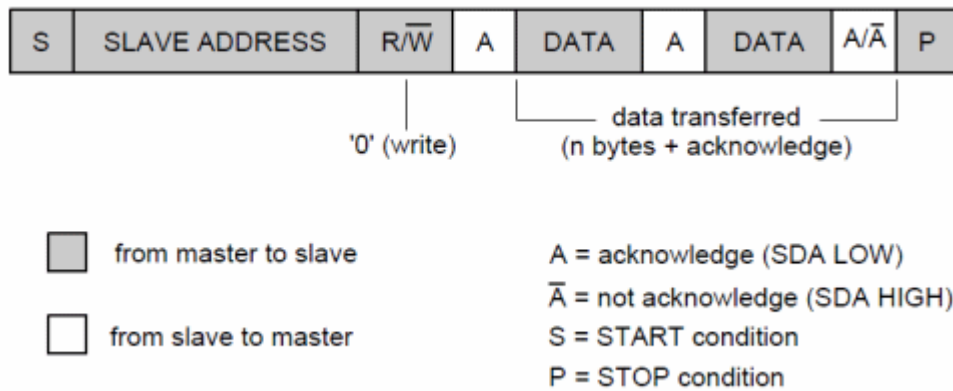 S SLAVE ADDRESS R/W̅ A DATA A DATA A/A̅ P
data transferred
'0' (write) (n bytes + acknowledge)
from master to slave
from slave to master
A = acknowledge (SDA LOW)
A̅ = not acknowledge (SDA HIGH)
S = START condition
P = STOP condition